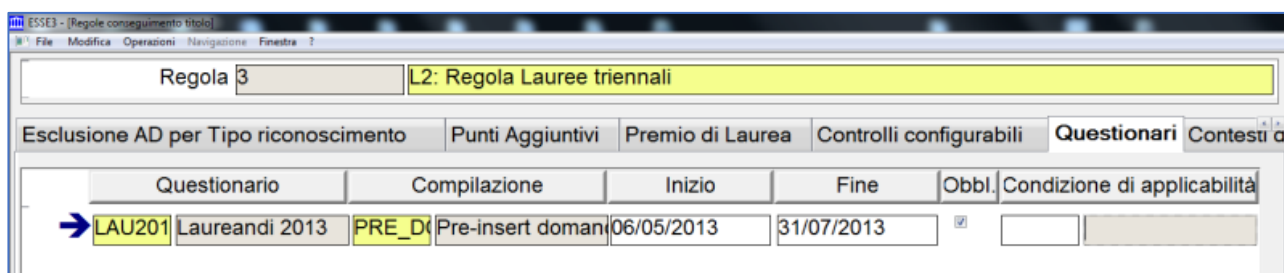 ESSE3 - [Regole conseguimento titolo]
File Modifica Operazioni Navigazione Finestra ?
Regola 3 L2: Regola Lauree triennali
Esclusione AD per Tipo riconoscimento Punti Aggiuntivi Premio di Laurea Controlli configurabili Questionari Contesti
Questionario Compilazione Inizio Fine Obbl. Condizione di applicabilità
LAU201 Laureandi 2013 PRE_D Pre-insert doman 06/05/2013 31/07/2013